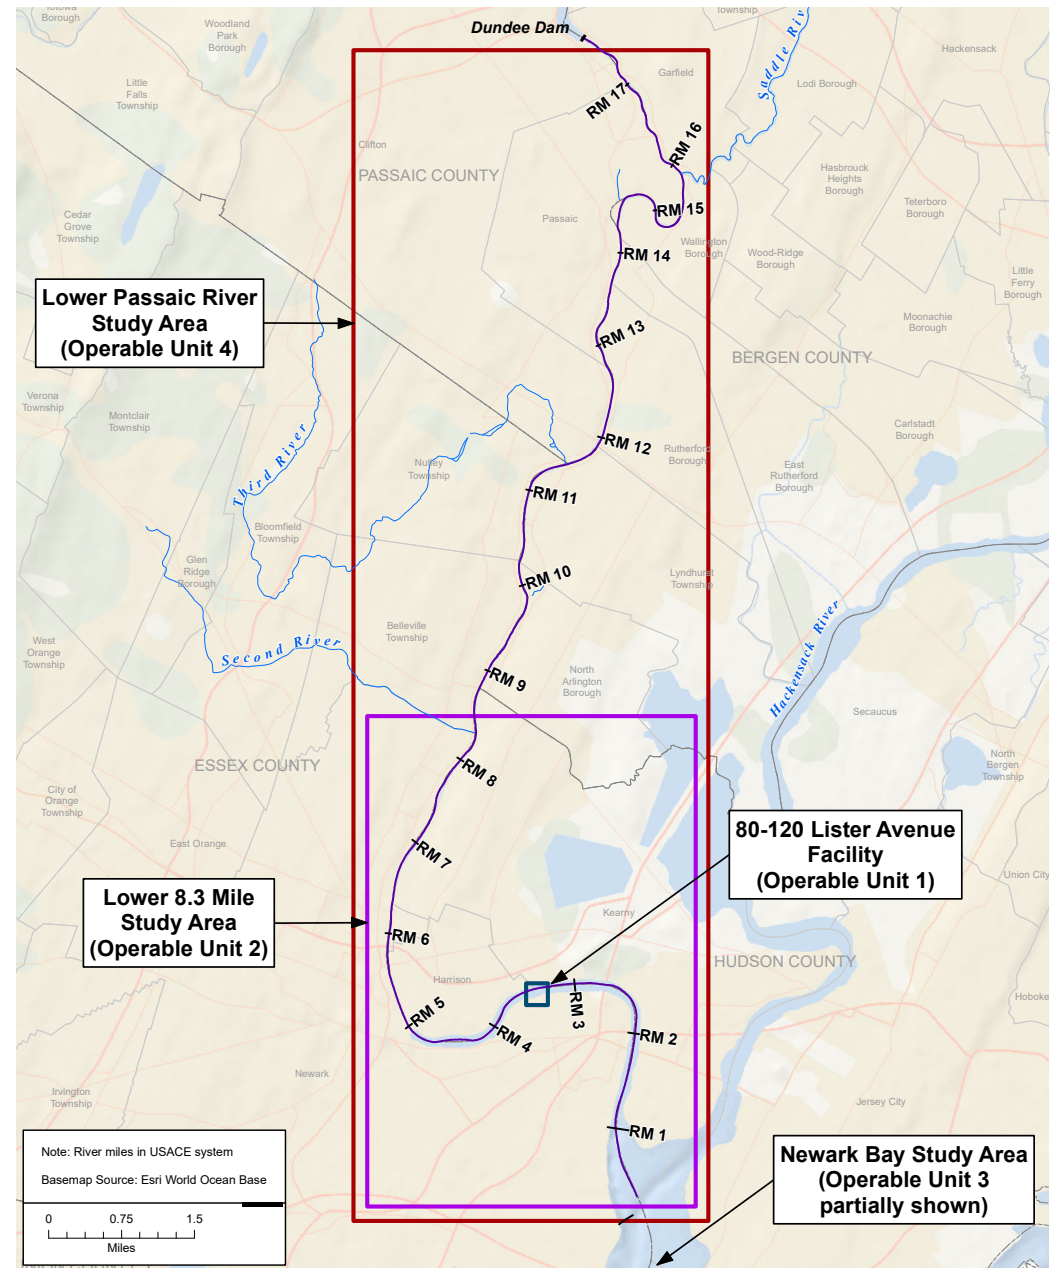 Totowa
Borough
Woodland
Park
Borough
Dundee Dam
Township
Saddle Riv
Hackensack
Garfield
Lodi Borough
Little
Falls
Township
RM 17
RM 16
Clifton
PASSAIC COUNTY
Hasbrouck
Heights
Borough
Teterboro
Borough
Cedar
Grove
Township
Passaic
RM 15
Wallington
Borough
RM 14
Wood-Ridge
Borough
Little
Ferry
Borough
Lower Passaic River
Study Area
(Operable Unit 4)
Moonachie
Borough
RM 13
BERGEN COUNTY
Verona
Township
Montclair
Township
Carlstadt
Borough
Third River
RM 12
Rutherford
Borough
Nutley
Township
East
Rutherford
Borough
RM 11
Bloomfield
Township
Glen
Ridge
Borough
RM 10
Lyndhurst
Township
Hackensack River
Belleville
Township
West
Orange
Township
Second River
RM 9
North
Arlington
Borough
Secaucus
ESSEX COUNTY
RM 8
North
Bergen
Township
City of
Orange
Township
East Orange
RM 7
80-120 Lister Avenue
Facility
(Operable Unit 1)
Union City
Lower 8.3 Mile
Study Area
(Operable Unit 2)
Kearny
RM 6
HUDSON COUNTY
Harrison
RM 5
RM 4
RM 3
RM 2
Hoboke
Newark
Irvington
Township
Jersey City
RM 1
Note: River miles in USACE system
Basemap Source: Esri World Ocean Base
0 0.75 1.5
Miles
Newark Bay Study Area
(Operable Unit 3
partially shown)